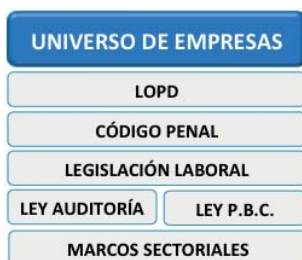 UNIVERSO DE EMPRESAS
LOPD
CÓDIGO PENAL
LEGISLACIÓN LABORAL
LEY AUDITORÍA LEY P.B.C.
MARCOS SECTORIALES